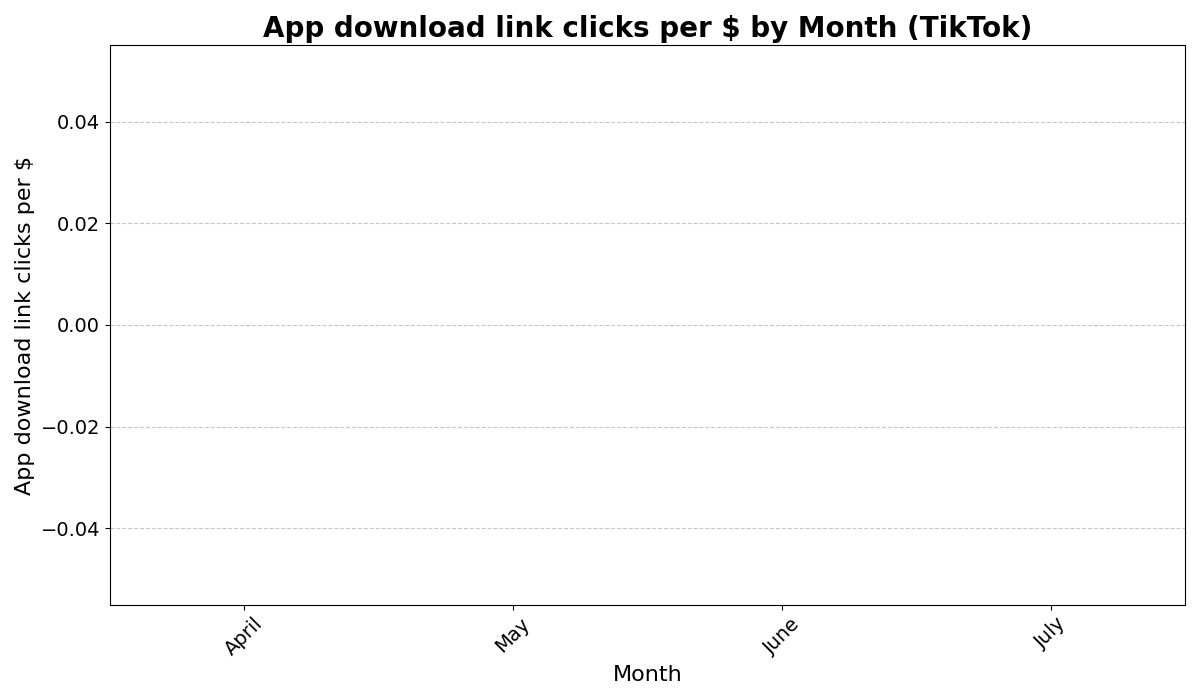 App download link clicks per $ by Month (TikTok)
App download link clicks per $
0.04
0.02
0.00
−0.02
−0.04
April
May
June
July
Month